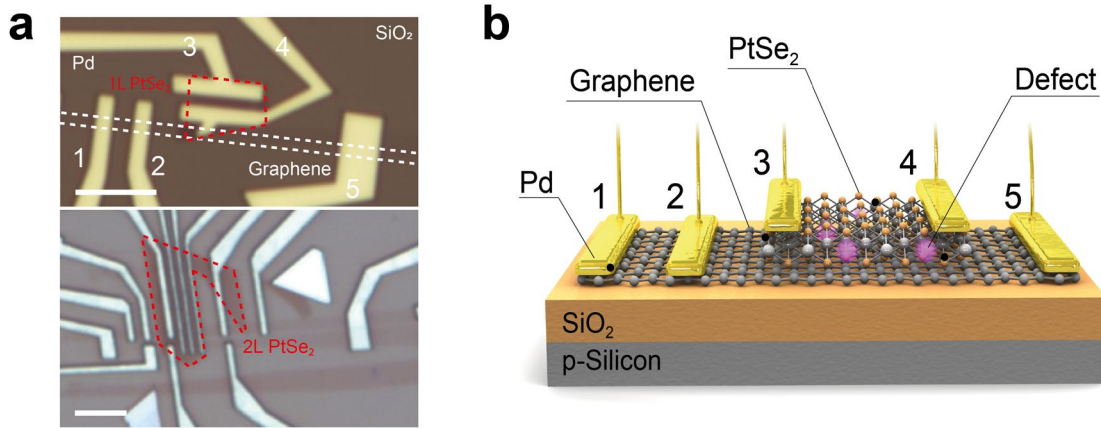 a
SiO₂
Pd
3
4
1L PtSe₂
1
2
Graphene
5
2L PtSe₂
b
PtSe₂
Graphene
Defect
3
4
Pd
1
2
5
SiO₂
p-Silicon